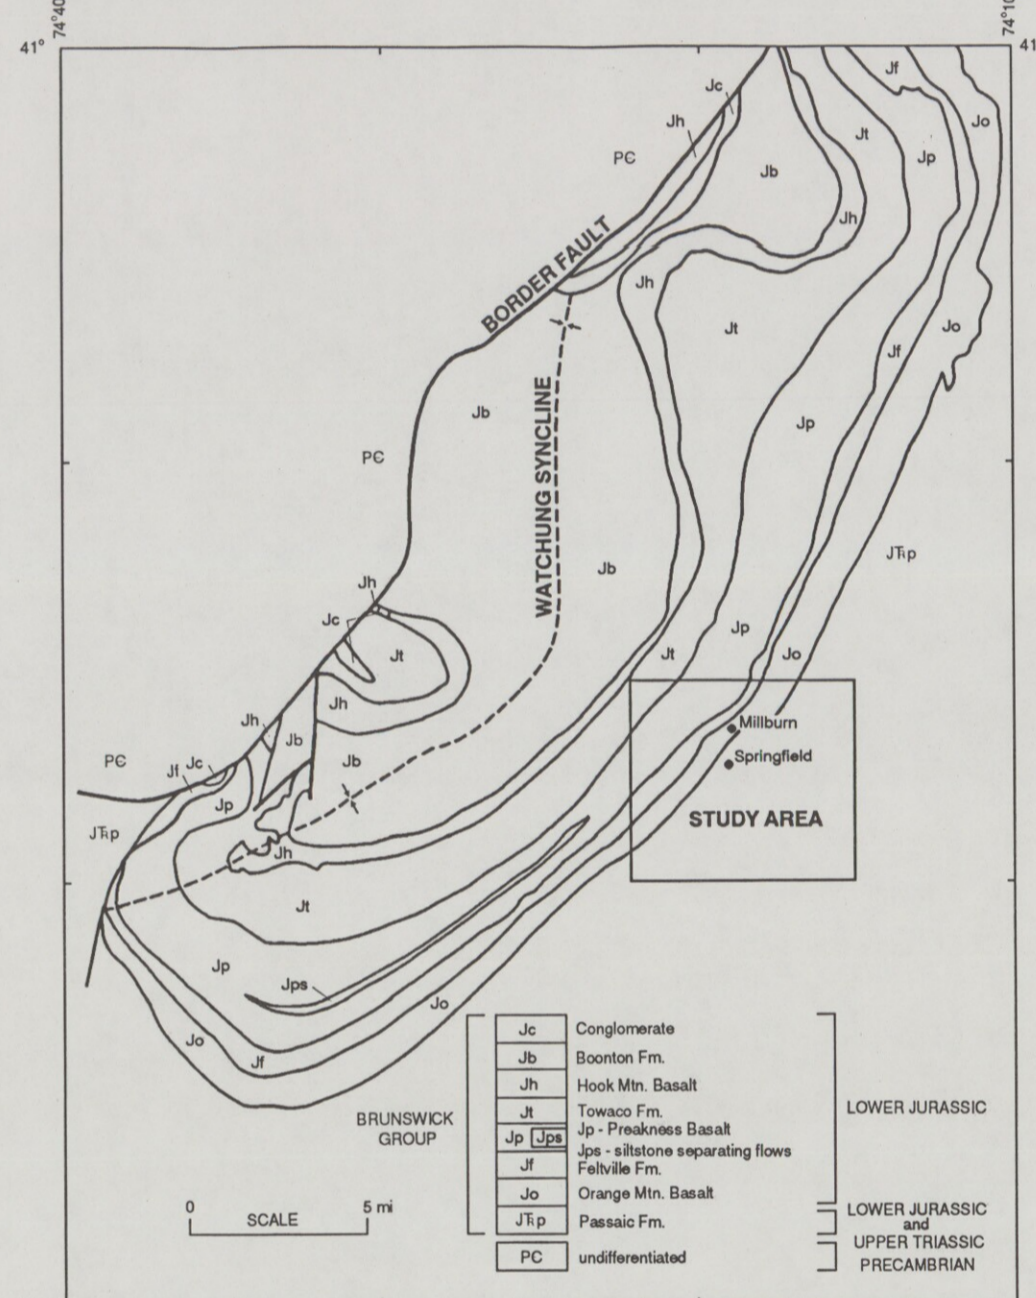 74°40
74°10
41°
41
Jf
Jc
Jo
Jh
Jt
PЄ
Jp
Jb
Jh
BORDER FAULT
Jh
Jt
Jo
Jf
Jb
Jp
PЄ
WATCHUNG SYNCLINE
JTRp
Jb
Jh
Jc
Jp
Jt
Jt
Jo
Jh
Jh
Millburn
Jb
Springfield
PЄ
Jb
Jf
Jc
Jp
STUDY AREA
JTRp
Jh
Jt
Jp
Jps
Jo
Jo
Jf
Jc Conglomerate
Jb Boonton Fm.
Jh Hook Mtn. Basalt
Jt Towaco Fm.
Jp Jps Jp - Preakness Basalt
Jps - siltstone separating flows
Jf Feltville Fm.
Jo Orange Mtn. Basalt
JTRp Passaic Fm.
PC undifferentiated
BRUNSWICK
GROUP
LOWER JURASSIC
LOWER JURASSIC
and
UPPER TRIASSIC
PRECAMBRIAN
0 5 mi
SCALE